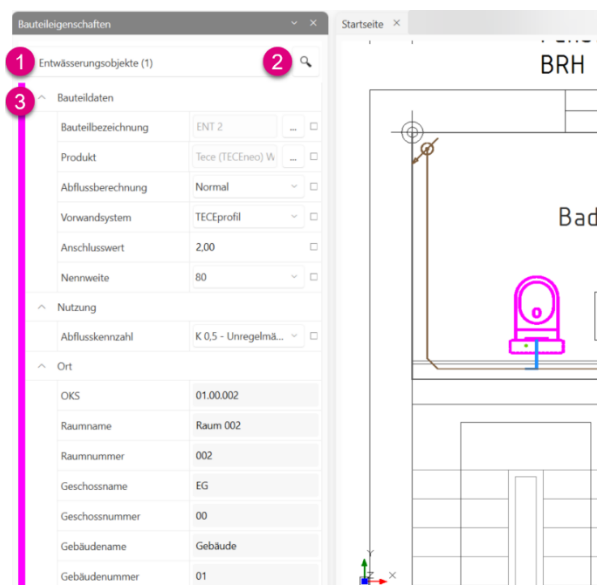 Bauteileigenschaften
Startseite
1 Entwässerungsobjekte (1) 2
3 Bauteildaten
Bauteilbezeichnung ENT 2 ...
Produkt Tece (TECEneo) W ...
Abflussberechnung Normal
Vorwandsystem TECEprofil
Anschlusswert 2,00
Nennweite 80
Nutzung
Abflusskennzahl K 0,5 - Unregelmä...
Ort
OKS 01.00.002
Raumname Raum 002
Raumnummer 002
Geschossname EG
Geschossnummer 00
Gebäudename Gebäude
Gebäudenummer 01
BRH
Bad
Y
Z X